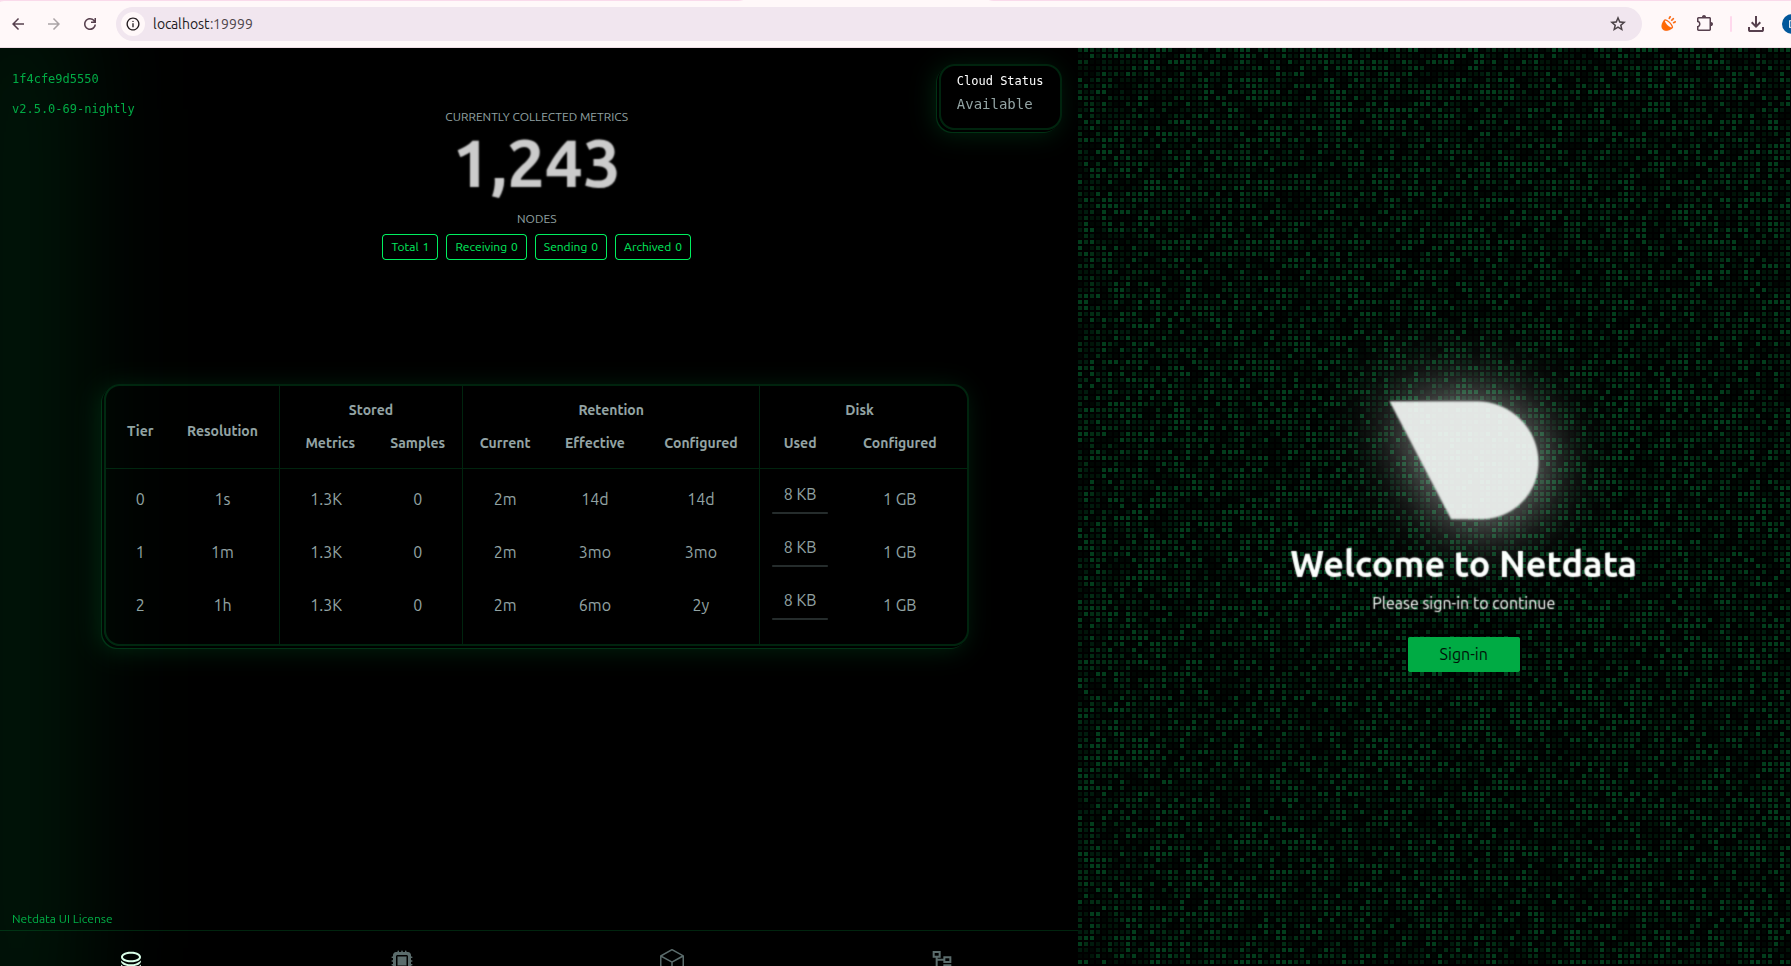 localhost:19999
1f4cfe9d5550
v2.5.0-69-nightly
Cloud Status
Available
CURRENTLY COLLECTED METRICS
1,243
NODES
Total 1 Receiving 0 Sending 0 Archived 0
Stored Retention Disk
Tier Resolution Metrics Samples Current Effective Configured Used Configured
0 1s 1.3K 0 2m 14d 14d 8 KB 1 GB
1 1m 1.3K 0 2m 3mo 3mo 8 KB 1 GB
2 1h 1.3K 0 2m 6mo 2y 8 KB 1 GB
Netdata UI License
Welcome to Netdata
Please sign-in to continue
Sign-in